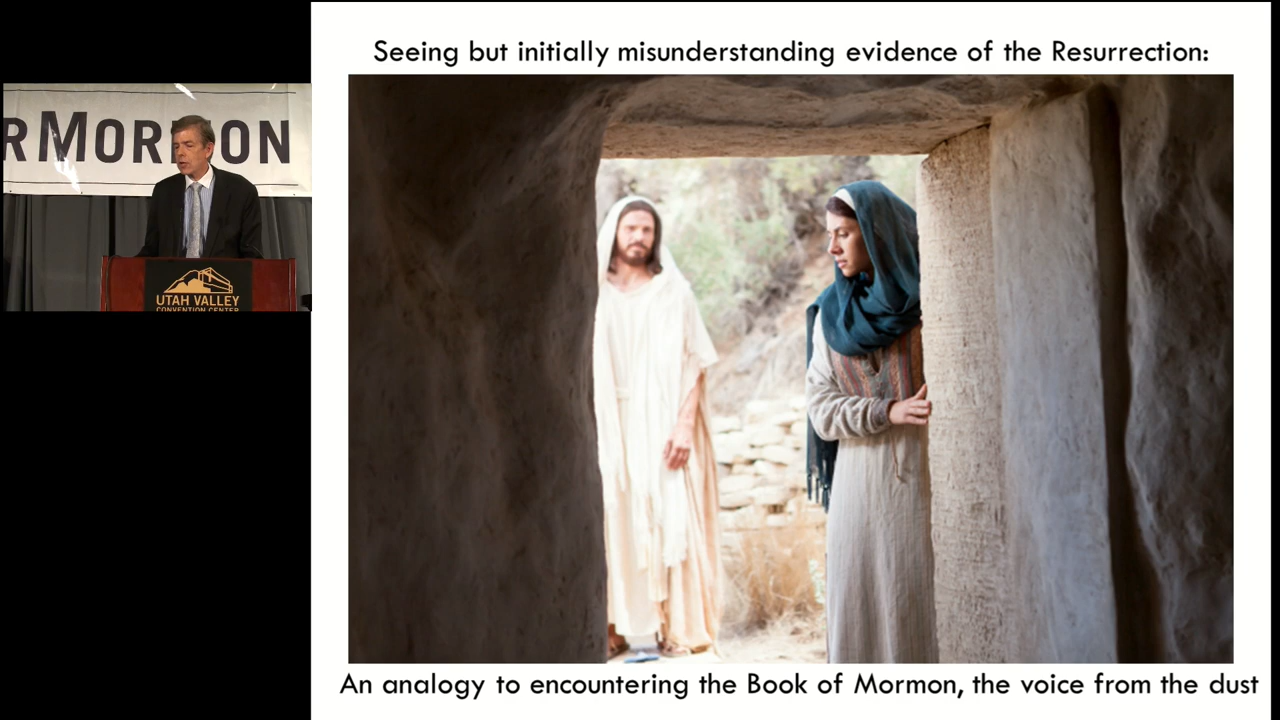 Seeing but initially misunderstanding evidence of the Resurrection:
RMORMON
UTAH VALLEY
CONVENTION CENTER
An analogy to encountering the Book of Mormon, the voice from the dust